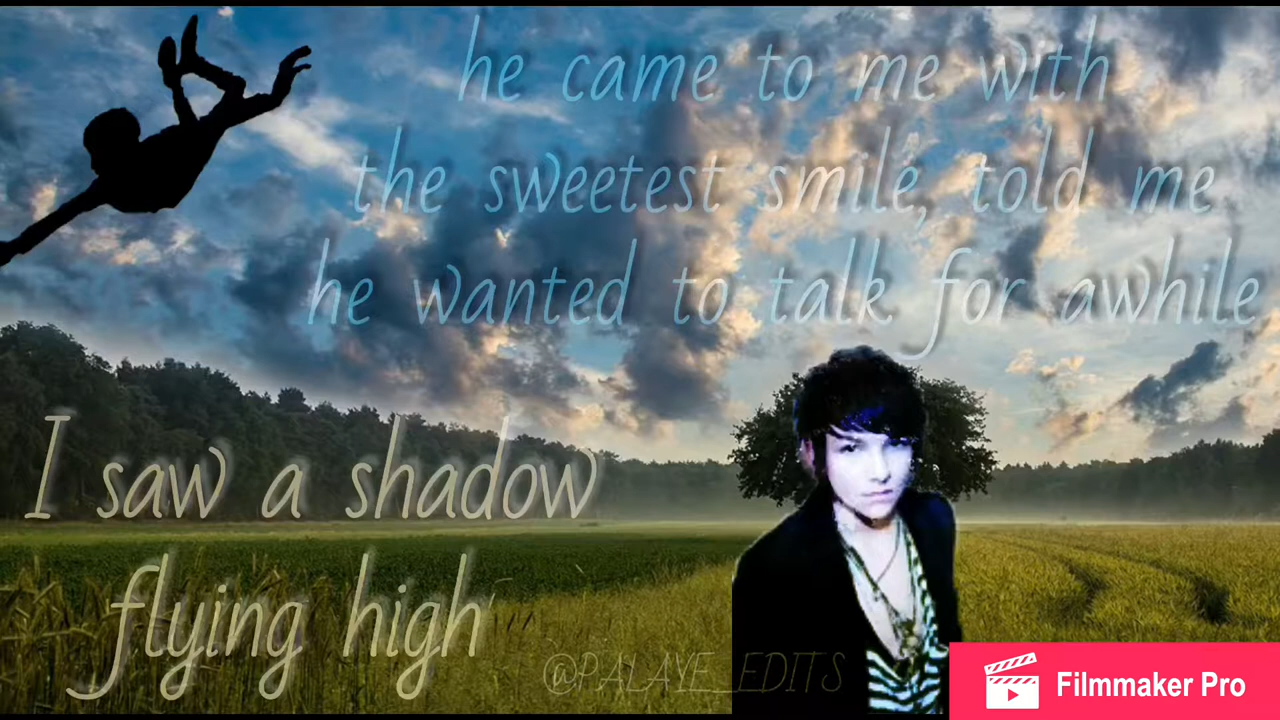 he came to me with
the sweetest smile, told me
he wanted to talk for awhile
I saw a shadow
flying high
@PALAYE_EDITS
Filmmaker Pro